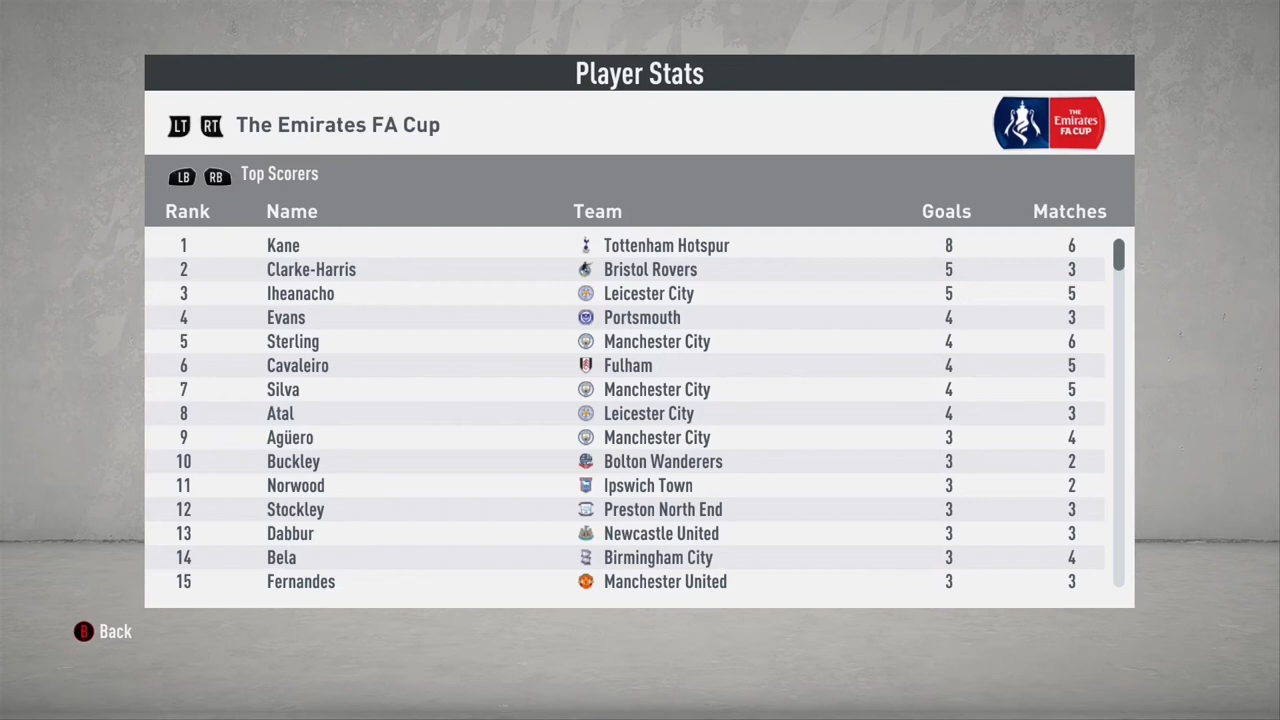 Player Stats
LT RT The Emirates FA Cup
THE Emirates FA CUP
LB RB Top Scorers
Rank Name Team Goals Matches
1 Kane Tottenham Hotspur 8 6
2 Clarke-Harris Bristol Rovers 5 3
3 Iheanacho Leicester City 5 5
4 Evans Portsmouth 4 3
5 Sterling Manchester City 4 6
6 Cavaleiro Fulham 4 5
7 Silva Manchester City 4 5
8 Atal Leicester City 4 3
9 Agüero Manchester City 3 4
10 Buckley Bolton Wanderers 3 2
11 Norwood Ipswich Town 3 2
12 Stockley Preston North End 3 3
13 Dabbur Newcastle United 3 3
14 Bela Birmingham City 3 4
15 Fernandes Manchester United 3 3
B Back